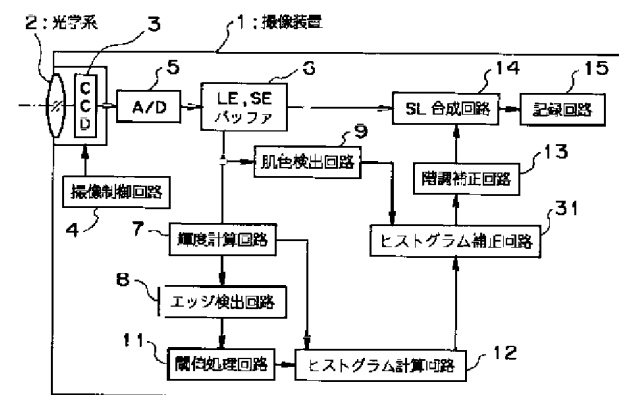 2：光学系
3
1：撮像装置
5
6
14
15
CCD
A/D
LE,SE
バッファ
SL 合成回路
記録回路
9
肌色検出回路
13
階調補正回路
撮像制御回路
4
31
7
輝度計算回路
ヒストグラム補正回路
8
エッジ検出回路
11
閾値処理回路
ヒストグラム計算回路
12